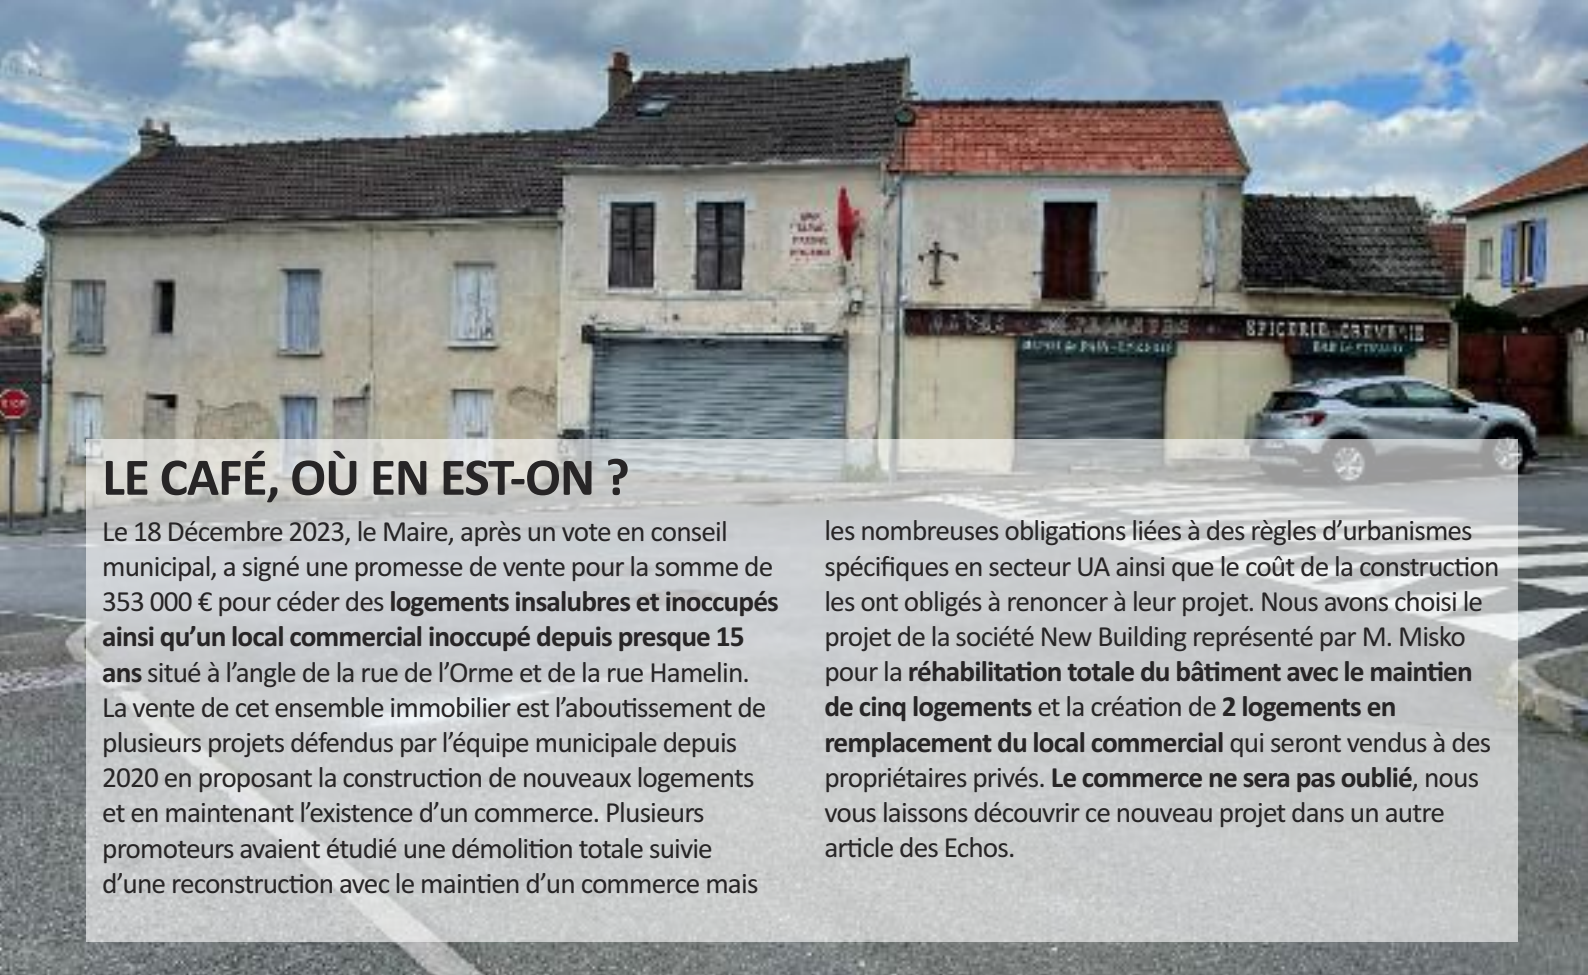 STOP
BAR
TABAC
EPICERIE
LE CAFÉ, OÙ EN EST-ON ?
Le 18 Décembre 2023, le Maire, après un vote en conseil
municipal, a signé une promesse de vente pour la somme de
353 000 € pour céder des logements insalubres et inoccupés
ainsi qu'un local commercial inoccupé depuis presque 15
ans situé à l'angle de la rue de l'Orme et de la rue Hamelin.
La vente de cet ensemble immobilier est l'aboutissement de
plusieurs projets défendus par l'équipe municipale depuis
2020 en proposant la construction de nouveaux logements
et en maintenant l'existence d'un commerce. Plusieurs
promoteurs avaient étudié une démolition totale suivie
d'une reconstruction avec le maintien d'un commerce mais
les nombreuses obligations liées à des règles d'urbanismes
spécifiques en secteur UA ainsi que le coût de la construction
les ont obligés à renoncer à leur projet. Nous avons choisi le
projet de la société New Building représenté par M. Misko
pour la réhabilitation totale du bâtiment avec le maintien
de cinq logements et la création de 2 logements en
remplacement du local commercial qui seront vendus à des
propriétaires privés. Le commerce ne sera pas oublié, nous
vous laissons découvrir ce nouveau projet dans un autre
article des Echos.